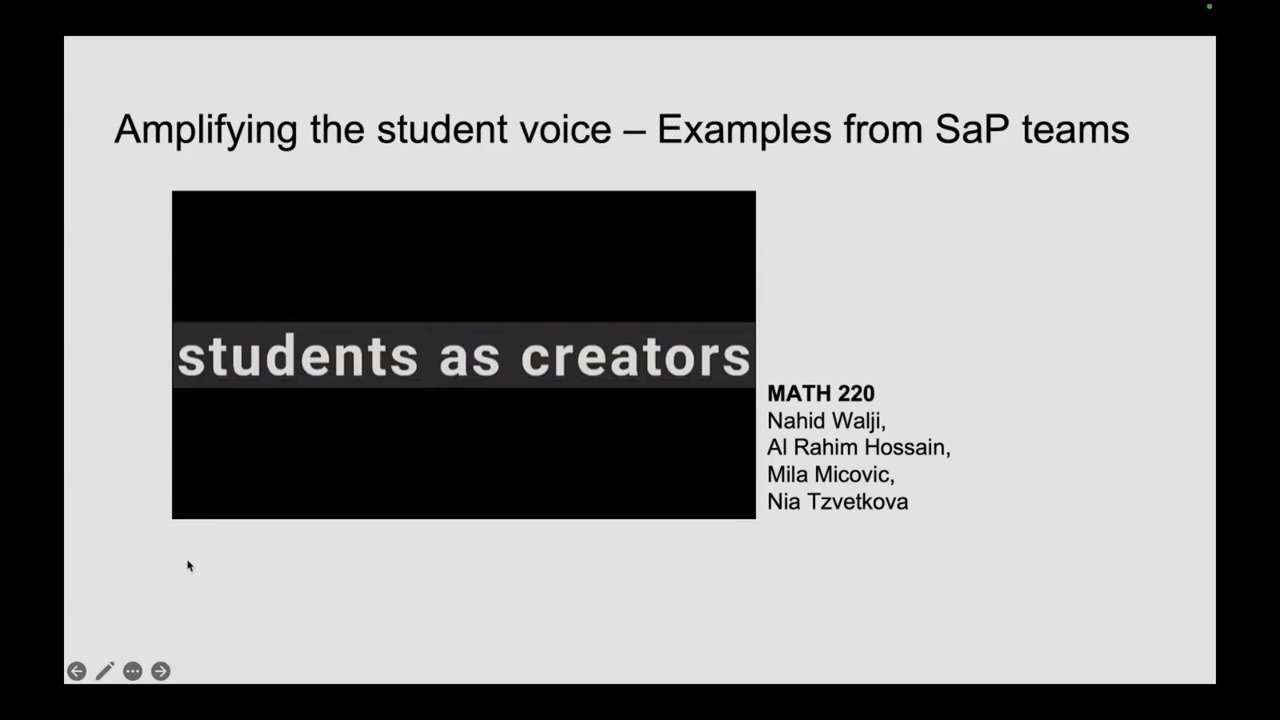 Amplifying the student voice – Examples from SaP teams
students as creators
MATH 220
Nahid Walji,
Al Rahim Hossain,
Mila Micovic,
Nia Tzvetkova